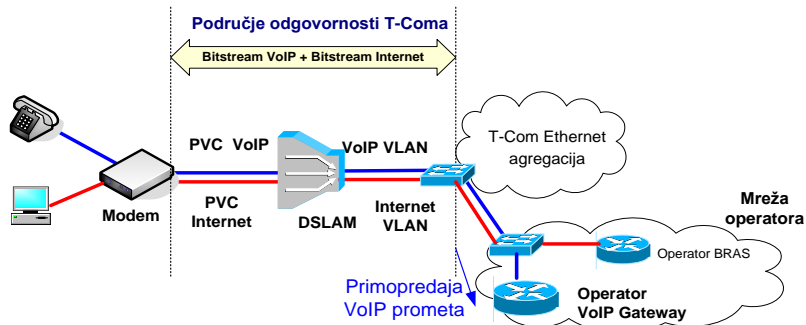 Područje odgovornosti T-Coma
Bitstream VoIP + Bitstream Internet
PVC VoIP
VoIP VLAN
T-Com Ethernet
agregacija
Modem
PVC
Internet
DSLAM
Internet
VLAN
Mreža
operatora
Operator BRAS
Primopredaja
VoIP prometa
Operator
VoIP Gateway